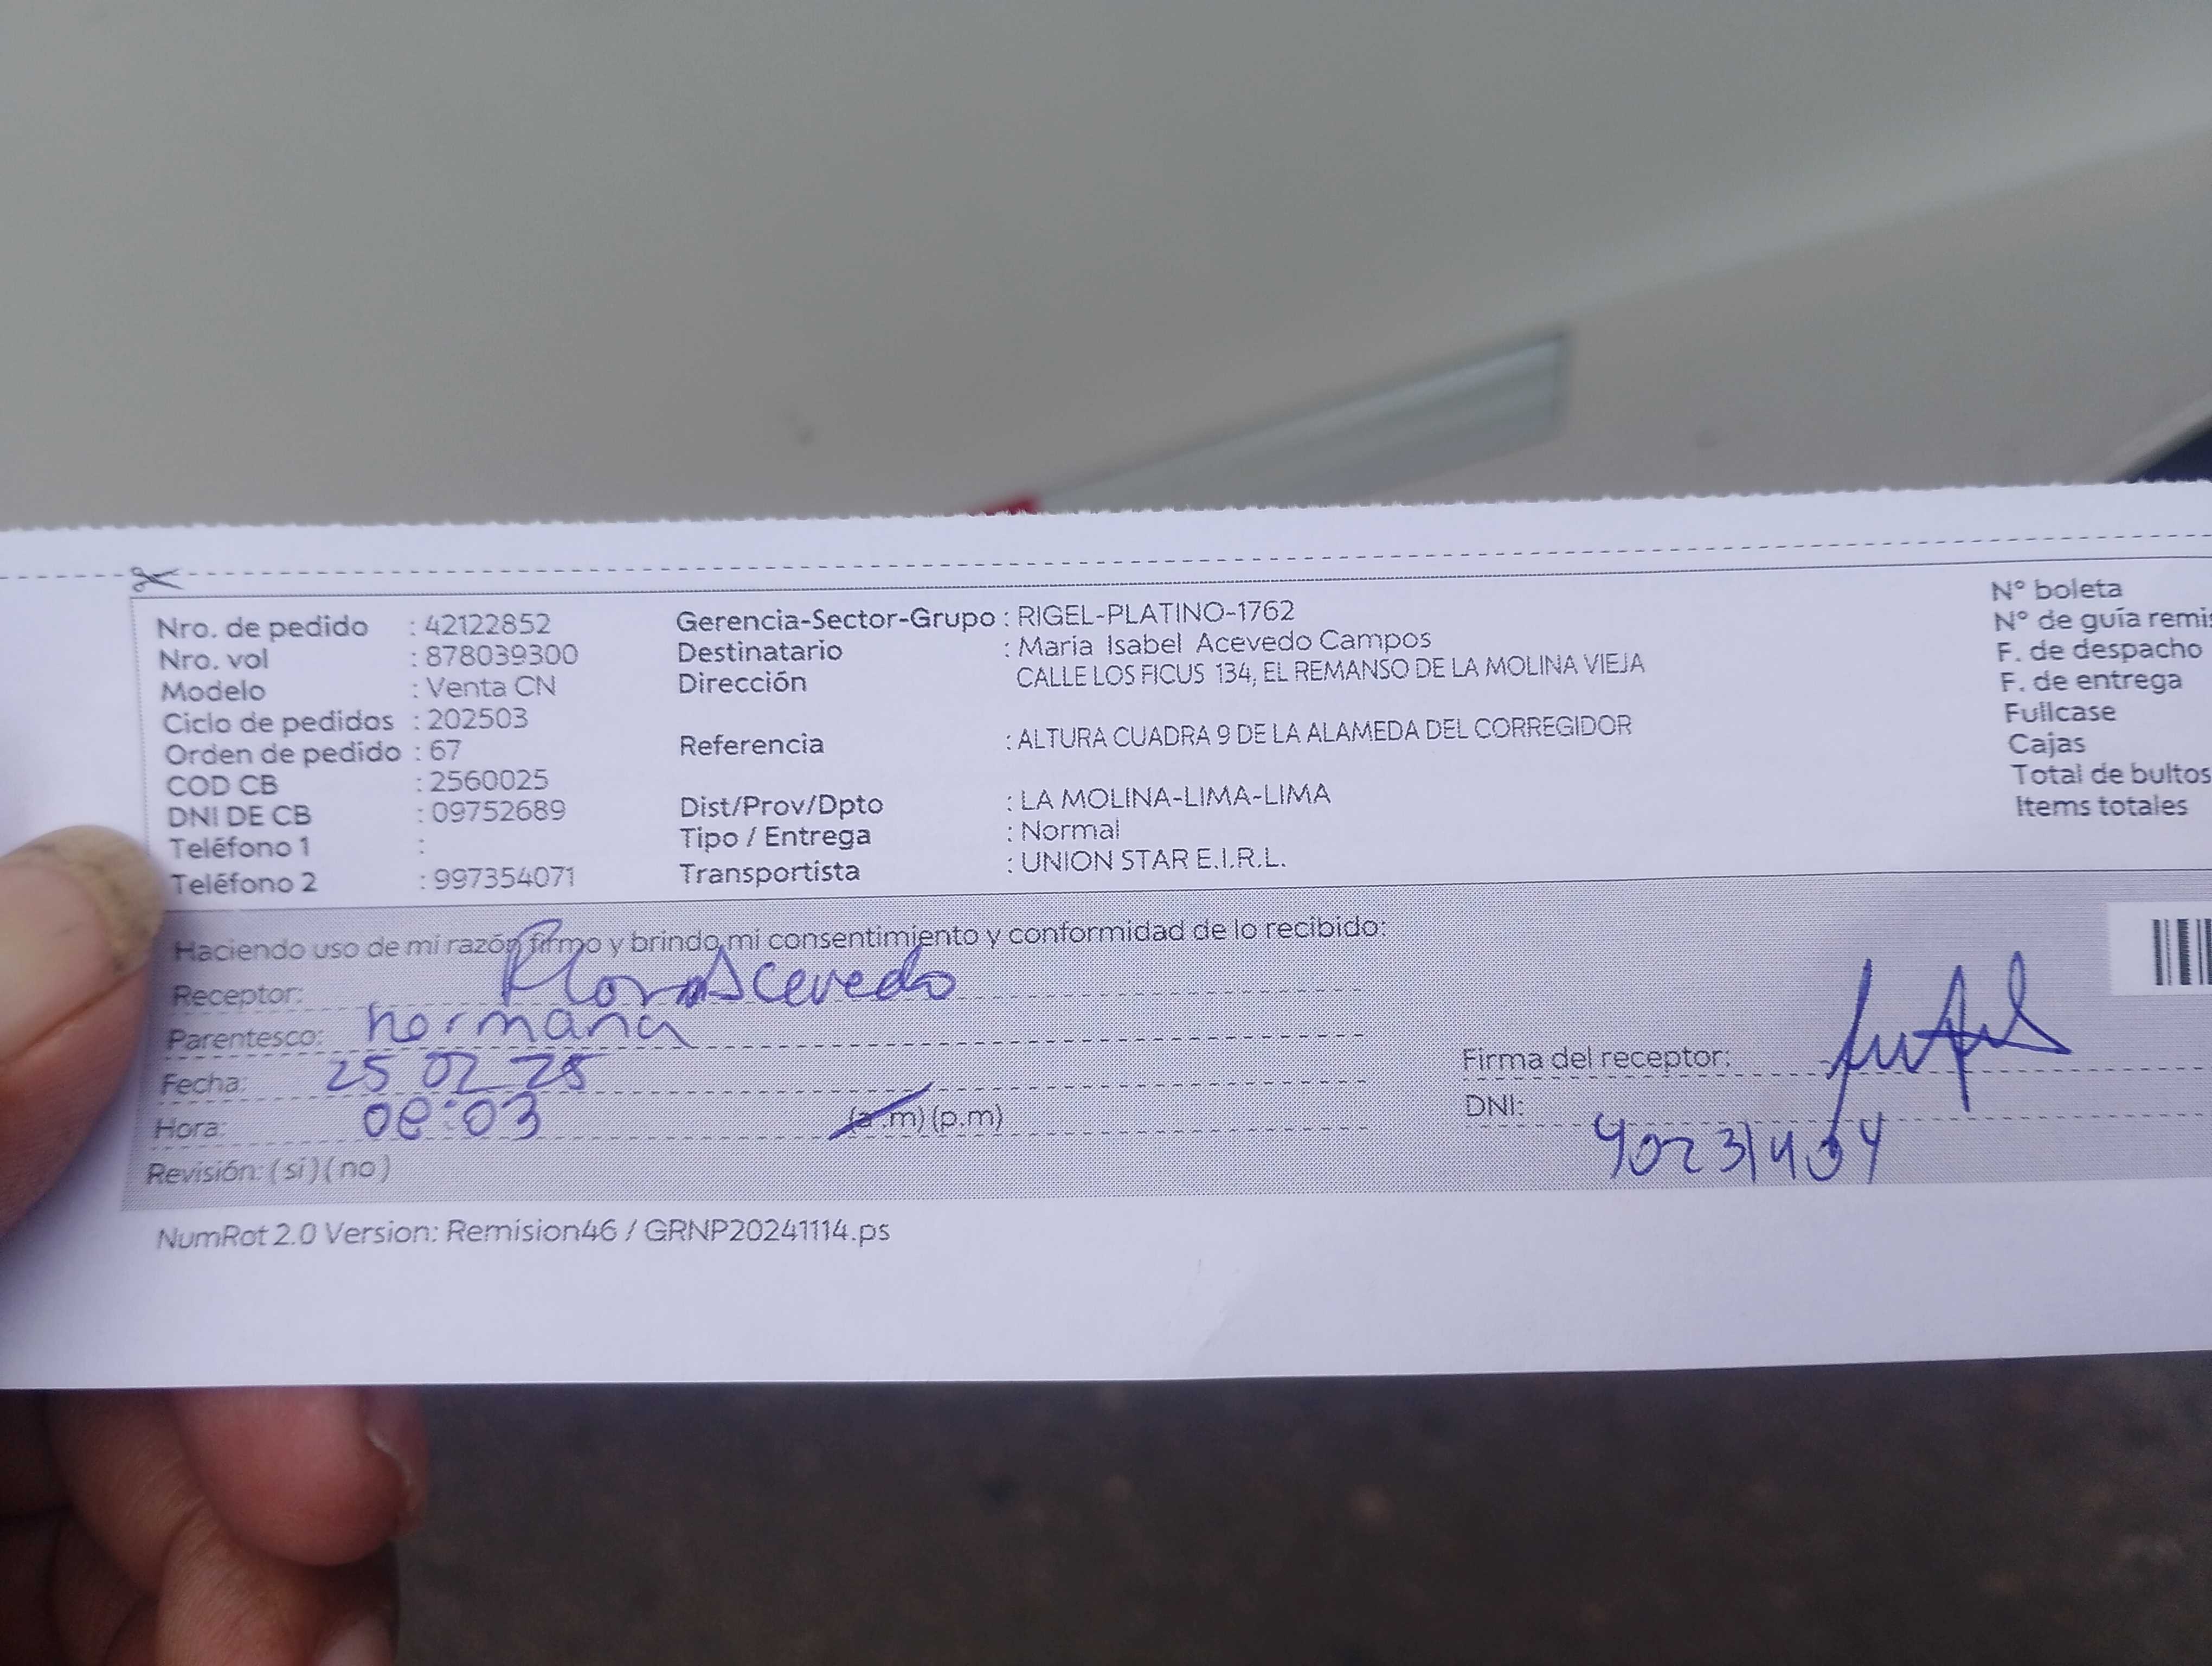 Nro. de pedido : 42122852
Nro. vol : 878039300
Modelo : Venta CN
Ciclo de pedidos : 202503
Orden de pedido : 67
COD CB : 2560025
DNI DE CB : 09752689
Teléfono 1 :
Teléfono 2 : 997354071
Gerencia-Sector-Grupo : RIGEL-PLATINO-1762
Destinatario : Maria Isabel Acevedo Campos
Dirección CALLE LOS FICUS 134, EL REMANSO DE LA MOLINA VIEJA
Referencia : ALTURA CUADRA 9 DE LA ALAMEDA DEL CORREGIDOR
Dist/Prov/Dpto : LA MOLINA-LIMA-LIMA
Tipo / Entrega : Normal
Transportista : UNION STAR E.I.R.L.
N° boleta
N° de guía remis
F. de despacho
F. de entrega
Fullcase
Cajas
Total de bultos
Items totales
Haciendo uso de mi razón firmo y brindo mi consentimiento y conformidad de lo recibido:
Receptor: Acevedo
Parentesco: hermana
Fecha: 25 02 25
Hora: 08:03 (a.m) (p.m)
Revisión: (si) (no)
Firma del receptor:
DNI:
NumRot 2.0 Version: Remision46 / GRNP20241114.ps